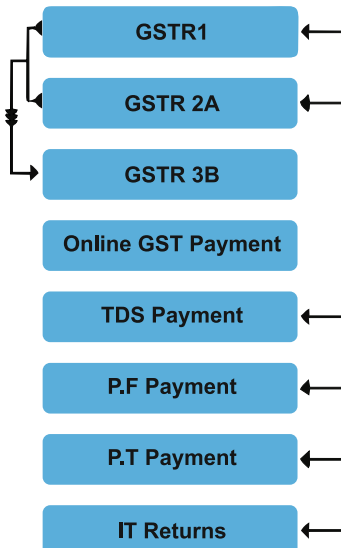 GSTR1
GSTR 2A
GSTR 3B
Online GST Payment
TDS Payment
P.F Payment
P.T Payment
IT Returns